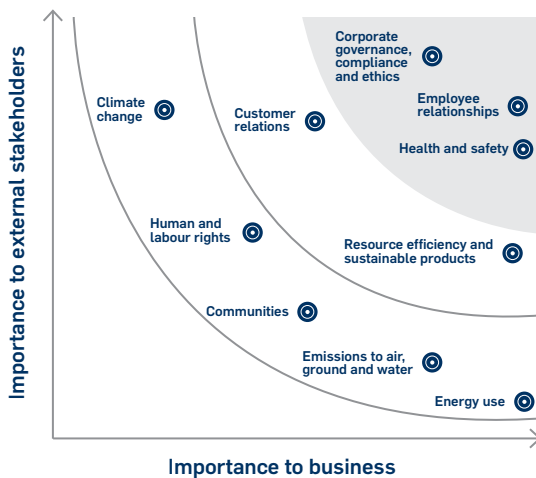 Importance to external stakeholders
Corporate
governance,
compliance
and ethics
Climate
change
Customer
relations
Employee
relationships
Health and safety
Human and
labour rights
Resource efficiency and
sustainable products
Communities
Emissions to air,
ground and water
Energy use
Importance to business